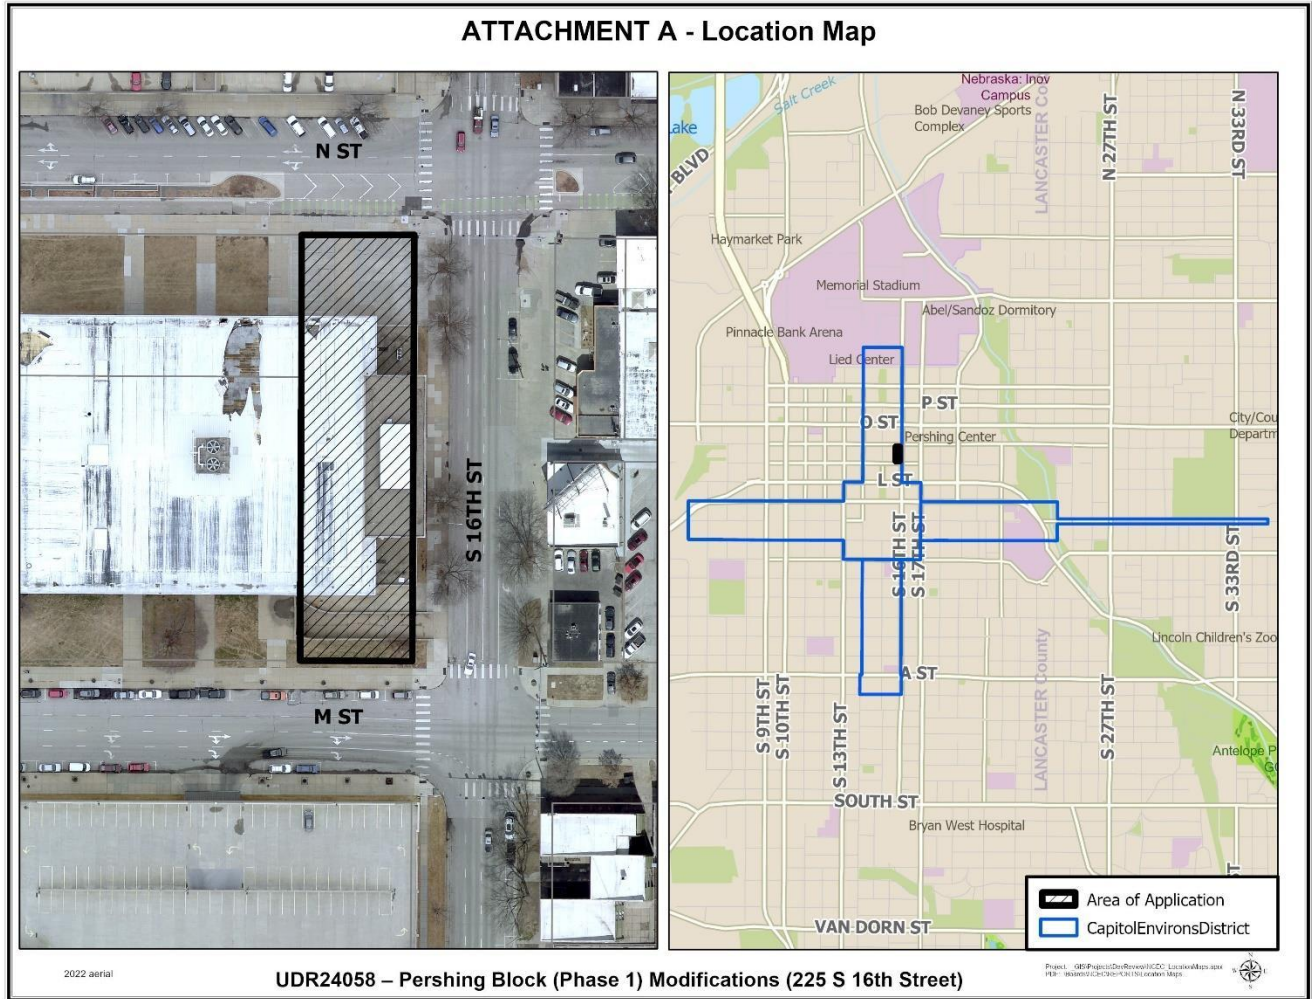 ATTACHMENT A - Location Map
N ST
S 16TH ST
M ST
Nebraska: Inov
Campus
Salt Creek
Bob Devaney Sports
Complex
LANCASTER Co
N 27TH ST
N 33RD ST
ake
BLVD
Haymarket Park
Memorial Stadium
Abel/Sandoz Dormitory
Pinnacle Bank Arena
Lied Center
P ST
O ST
City/Cou
Departm
Pershing Center
L ST
S 16TH ST
S 17TH ST
S 33RD ST
Lincoln Children's Zoo
A ST
S 9TH ST
S 10TH ST
S 13TH ST
LANCASTER County
S 27TH ST
Antelope P
SOUTH ST
Bryan West Hospital
ST
VAN DORN ST
Area of Application
CapitolEnvironsDistrict
2022 aerial
UDR24058 – Pershing Block (Phase 1) Modifications (225 S 16th Street)